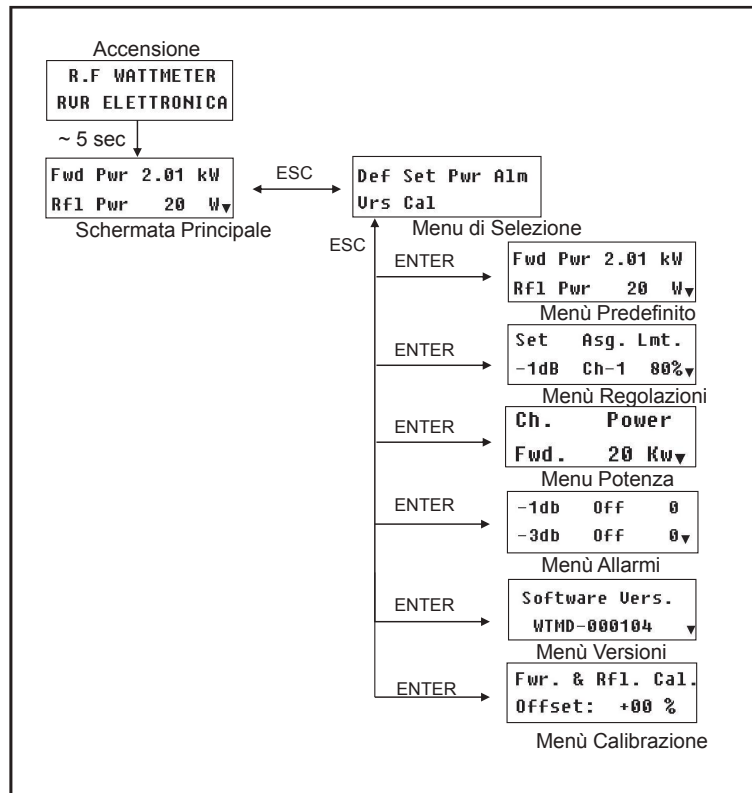 Accensione
R.F WATTMETER
RVR ELETTRONICA
~ 5 sec
Fwd Pwr 2.01 kW
Rfl Pwr 20 W▼
Schermata Principale
ESC
Def Set Pwr Alm
Vrs Cal
Menu di Selezione
ESC
ENTER
Fwd Pwr 2.01 kW
Rfl Pwr 20 W▼
Menù Predefinito
ENTER
Set Asg. Lmt.
-1dB Ch-1 80%▼
Menù Regolazioni
ENTER
Ch. Power
Fwd. 20 Kw▼
Menu Potenza
ENTER
-1db Off 0
-3db Off 0▼
Menù Allarmi
ENTER
Software Vers.
WTMD-000104 ▼
Menù Versioni
ENTER
Fwr. & Rfl. Cal.
Offset: +00 %
Menù Calibrazione